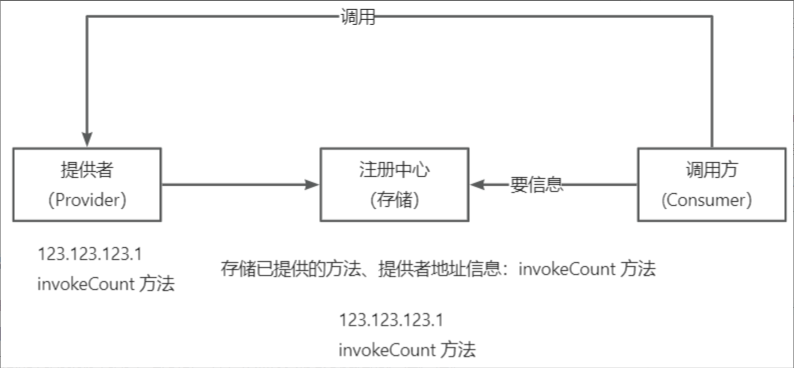 调用
提供者
（Provider）
注册中心
（存储）
要信息
调用方
（Consumer）
123.123.123.1
invokeCount 方法
存储已提供的方法、提供者地址信息：invokeCount 方法
123.123.123.1
invokeCount 方法